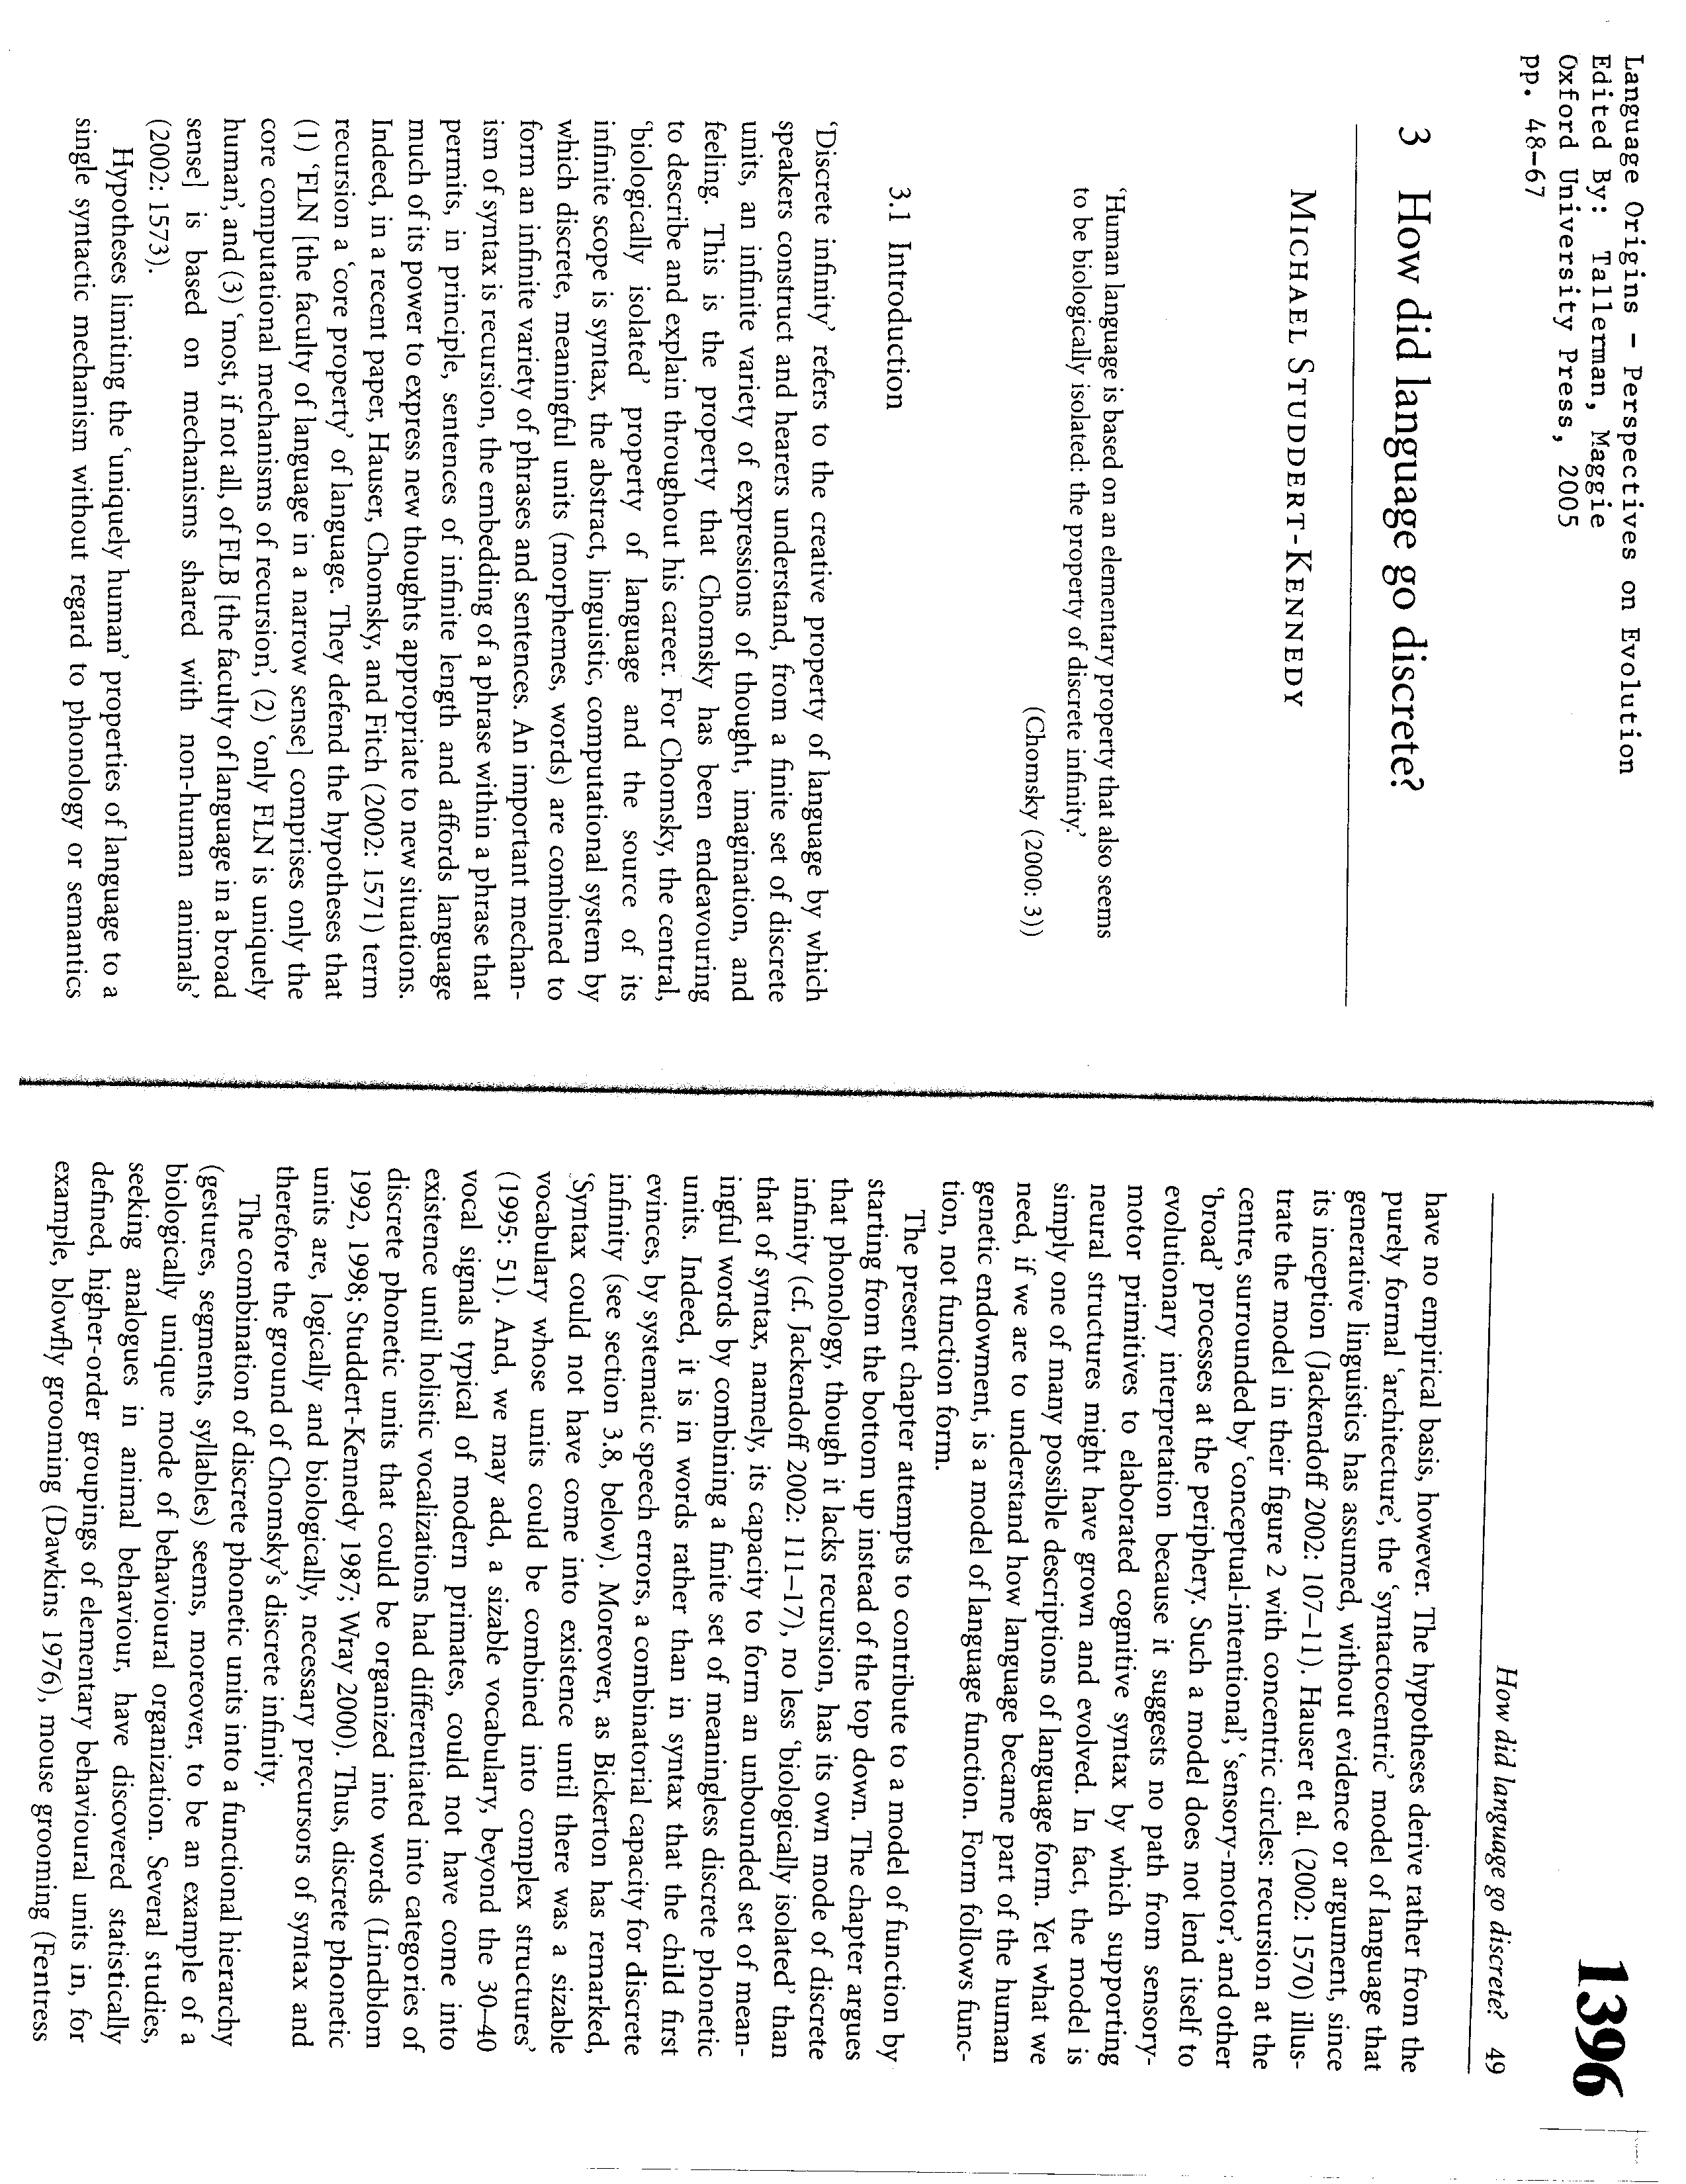 Language Origins - Perspectives on Evolution
Edited By: Tallerman, Maggie
Oxford University Press, 2005
pp. 48-67
3 How did language go discrete?
MICHAEL STUDDERT-KENNEDY
‘Human language is based on an elementary property that also seems
to be biologically isolated: the property of discrete infinity.’
(Chomsky (2000: 3))
3.1 Introduction
‘Discrete infinity’ refers to the creative property of language by which
speakers construct and hearers understand, from a finite set of discrete
units, an infinite variety of expressions of thought, imagination, and
feeling. This is the property that Chomsky has been endeavouring
to describe and explain throughout his career. For Chomsky, the central,
‘biologically isolated’ property of language and the source of its
infinite scope is syntax, the abstract, linguistic, computational system by
which discrete, meaningful units (morphemes, words) are combined to
form an infinite variety of phrases and sentences. An important mechan-
ism of syntax is recursion, the embedding of a phrase within a phrase that
permits, in principle, sentences of infinite length and affords language
much of its power to express new thoughts appropriate to new situations.
Indeed, in a recent paper, Hauser, Chomsky, and Fitch (2002: 1571) term
recursion a ‘core property’ of language. They defend the hypotheses that
(1) ‘FLN [the faculty of language in a narrow sense] comprises only the
core computational mechanisms of recursion’, (2) ‘only FLN is uniquely
human’, and (3) ‘most, if not all, of FLB [the faculty of language in a broad
sense] is based on mechanisms shared with non-human animals’
(2002: 1573).
Hypotheses limiting the ‘uniquely human’ properties of language to a
single syntactic mechanism without regard to phonology or semantics
How did language go discrete? 49
1396
have no empirical basis, however. The hypotheses derive rather from the
purely formal ‘architecture’, the ‘syntactocentric’ model of language that
generative linguistics has assumed, without evidence or argument, since
its inception (Jackendoff 2002: 107–11). Hauser et al. (2002: 1570) illus-
trate the model in their figure 2 with concentric circles: recursion at the
centre, surrounded by ‘conceptual-intentional’, ‘sensory-motor’, and other
‘broad’ processes at the periphery. Such a model does not lend itself to
evolutionary interpretation because it suggests no path from sensory-
motor primitives to elaborated cognitive syntax by which supporting
neural structures might have grown and evolved. In fact, the model is
simply one of many possible descriptions of language form. Yet what we
need, if we are to understand how language became part of the human
genetic endowment, is a model of language function. Form follows func-
tion, not function form.
The present chapter attempts to contribute to a model of function by
starting from the bottom up instead of the top down. The chapter argues
that phonology, though it lacks recursion, has its own mode of discrete
infinity (cf. Jackendoff 2002: 111–17), no less ‘biologically isolated’ than
that of syntax, namely, its capacity to form an unbounded set of mean-
ingful words by combining a finite set of meaningless discrete phonetic
units. Indeed, it is in words rather than in syntax that the child first
evinces, by systematic speech errors, a combinatorial capacity for discrete
infinity (see section 3.8, below). Moreover, as Bickerton has remarked,
‘Syntax could not have come into existence until there was a sizable
vocabulary whose units could be combined into complex structures’
(1995: 51). And, we may add, a sizable vocabulary, beyond the 30–40
vocal signals typical of modern primates, could not have come into
existence until holistic vocalizations had differentiated into categories of
discrete phonetic units that could be organized into words (Lindblom
1992, 1998; Studdert-Kennedy 1987; Wray 2000). Thus, discrete phonetic
units are, logically and biologically, necessary precursors of syntax and
therefore the ground of Chomsky’s discrete infinity.
The combination of discrete phonetic units into a functional hierarchy
(gestures, segments, syllables) seems, moreover, to be an example of a
biologically unique mode of behavioural organization. Several studies,
seeking analogues in animal behaviour, have discovered statistically
defined, higher-order groupings of elementary behavioural units in, for
example, blowfly grooming (Dawkins 1976), mouse grooming (Fentress